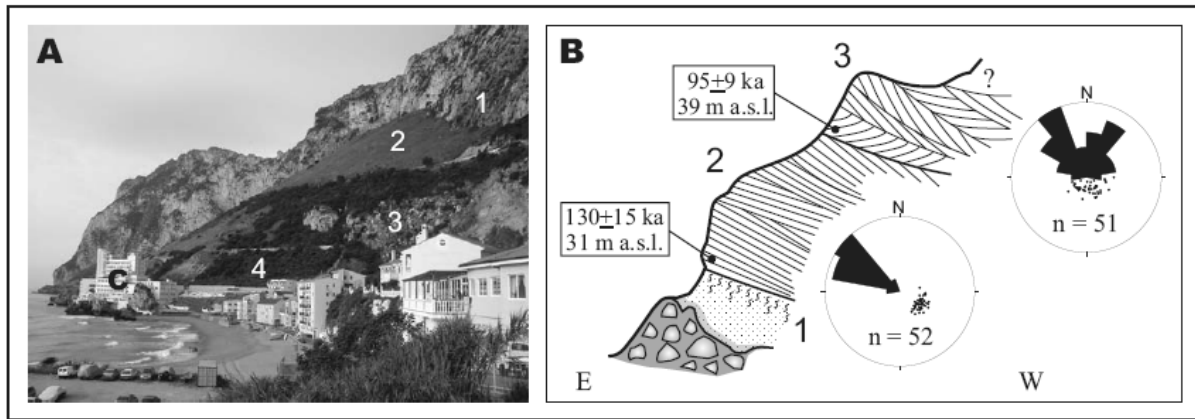 A
1
2
3
4
C
B
3
95±9 ka
39 m a.s.l.
?
N
n = 51
2
130±15 ka
31 m a.s.l.
N
n = 52
1
E
W